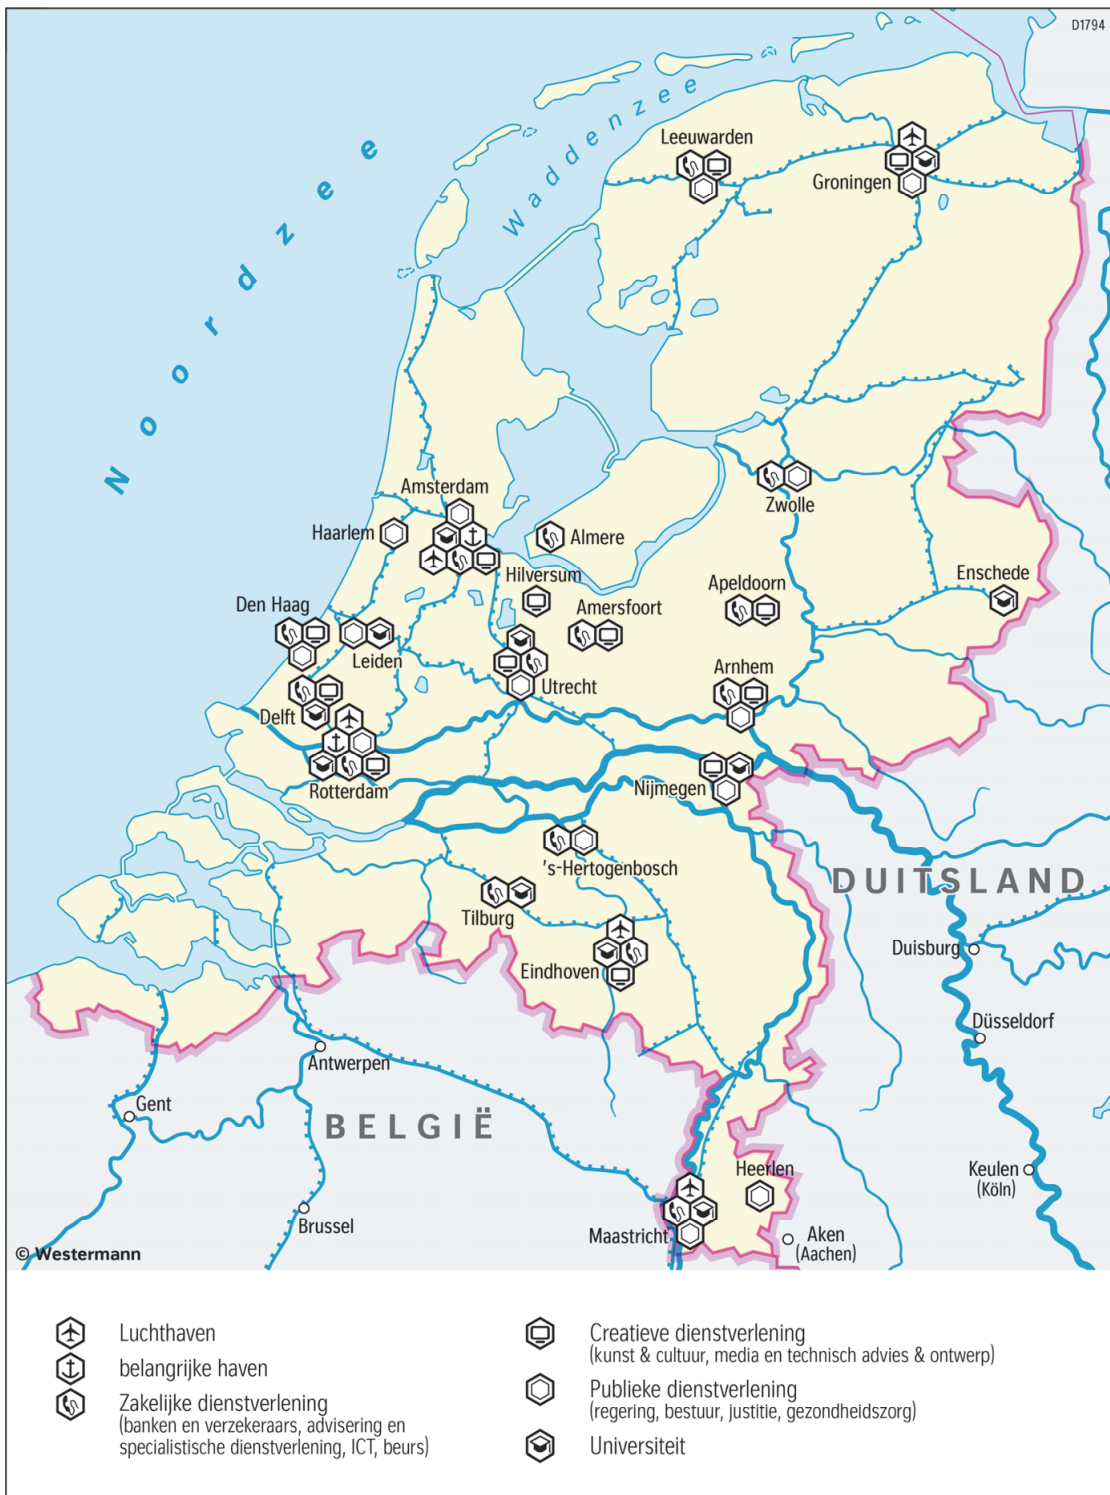 D1794
Noordzee
Waddenzee
Leeuwarden
Groningen
Amsterdam
Haarlem
Almere
Zwolle
Hilversum
Enschede
Apeldoorn
Den Haag
Amersfoort
Leiden
Utrecht
Arnhem
Delft
Rotterdam
Nijmegen
's-Hertogenbosch
DUITSLAND
Tilburg
Eindhoven
Duisburg
Düsseldorf
Antwerpen
Gent
BELGIË
Heerlen
Keulen
(Köln)
Brussel
Maastricht
Aken
(Aachen)
© Westermann
Luchthaven
belangrijke haven
Zakelijke dienstverlening
(banken en verzekeraars, advisering en
specialistische dienstverlening, ICT, beurs)
Creatieve dienstverlening
(kunst & cultuur, media en technisch advies & ontwerp)
Publieke dienstverlening
(regering, bestuur, justitie, gezondheidszorg)
Universiteit